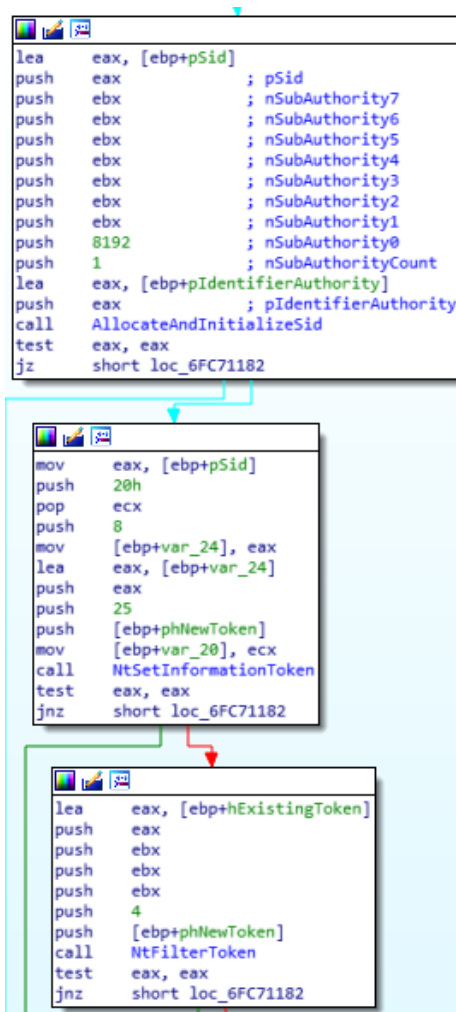 lea eax, [ebp+pSid]
push eax ; pSid
push ebx ; nSubAuthority7
push ebx ; nSubAuthority6
push ebx ; nSubAuthority5
push ebx ; nSubAuthority4
push ebx ; nSubAuthority3
push ebx ; nSubAuthority2
push ebx ; nSubAuthority1
push 8192 ; nSubAuthority0
push 1 ; nSubAuthorityCount
lea eax, [ebp+pIdentifierAuthority]
push eax ; pIdentifierAuthority
call AllocateAndInitializeSid
test eax, eax
jz short loc_6FC71182
mov eax, [ebp+pSid]
push 20h
pop ecx
push 8
mov [ebp+var_24], eax
lea eax, [ebp+var_24]
push eax
push 25
push [ebp+phNewToken]
mov [ebp+var_20], ecx
call NtSetInformationToken
test eax, eax
jnz short loc_6FC71182
lea eax, [ebp+hExistingToken]
push eax
push ebx
push ebx
push ebx
push 4
push [ebp+phNewToken]
call NtFilterToken
test eax, eax
jnz short loc_6FC71182